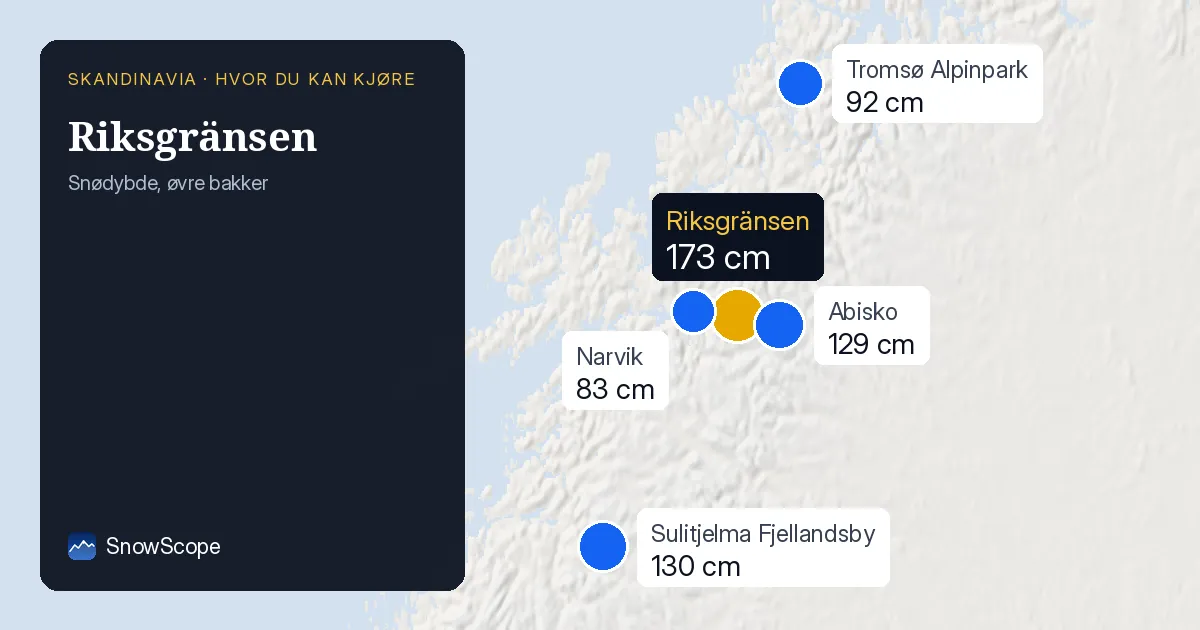 SKANDINAVIA · HVOR DU KAN KJØRE
Riksgränsen
Snødybde, øvre bakker
SnowScope
Tromsø Alpinpark
92 cm
Riksgränsen
173 cm
Abisko
129 cm
Narvik
83 cm
Sulitjelma Fjellandsby
130 cm